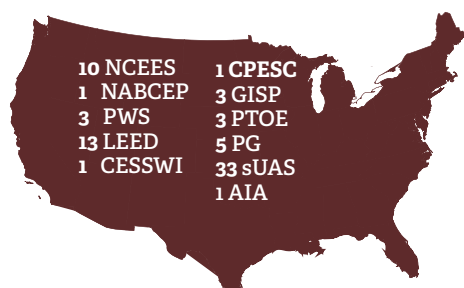 10 NCEES
1 NABCEP
3 PWS
13 LEED
1 CESSWI
1 CPESC
3 GISP
3 PTOE
5 PG
33 sUAS
1 AIA